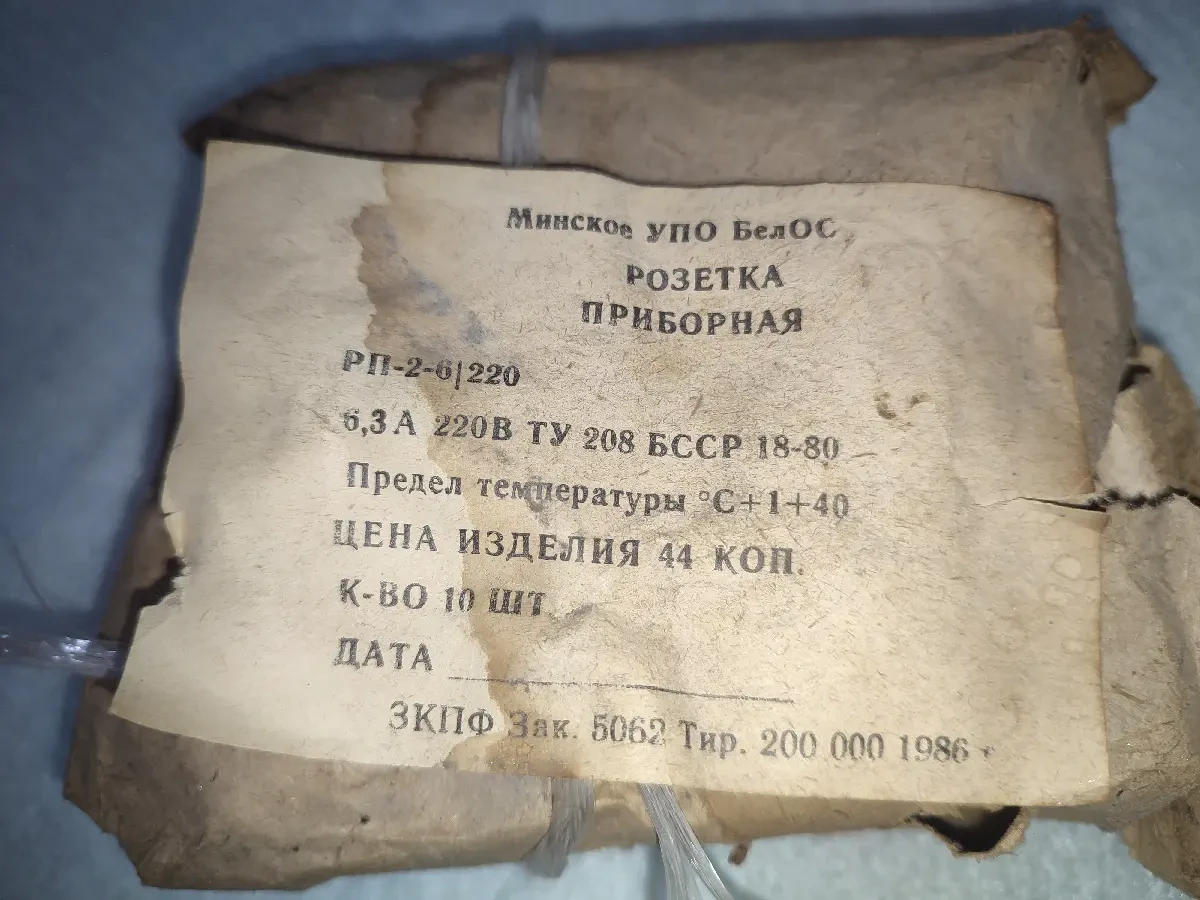 Минское УПО БелОС
РОЗЕТКА
ПРИБОРНАЯ
РП-2-6|220
6,3А 220В ТУ 208 БССР 18-80
Предел температуры °С+1+40
ЦЕНА ИЗДЕЛИЯ 44 КОП.
К-ВО 10 ШТ
ДАТА
ЗКПФ Зак. 5062 Тир. 200 000 1986 г